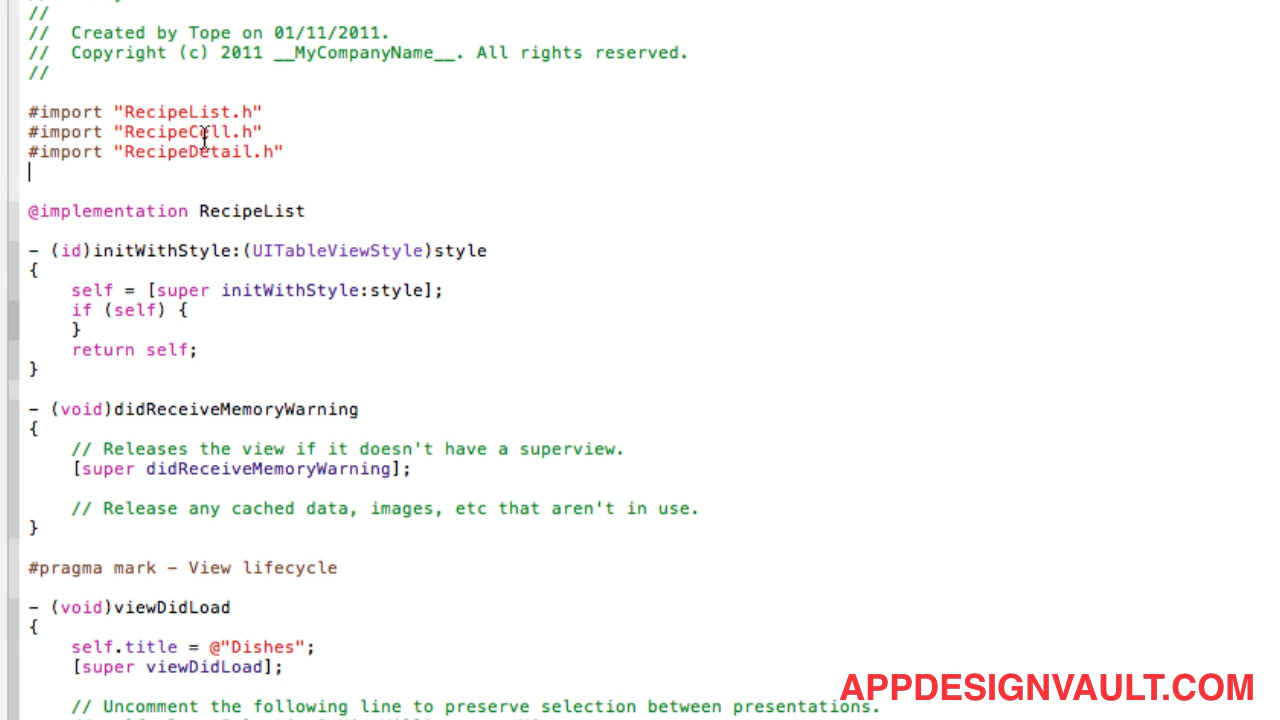 //
//  Created by Tope on 01/11/2011.
//  Copyright (c) 2011 __MyCompanyName__. All rights reserved.
//
#import "RecipeList.h"
#import "RecipeCell.h"
#import "RecipeDetail.h"
@implementation RecipeList
- (id)initWithStyle:(UITableViewStyle)style
{
    self = [super initWithStyle:style];
    if (self) {
    }
    return self;
}
- (void)didReceiveMemoryWarning
{
    // Releases the view if it doesn't have a superview.
    [super didReceiveMemoryWarning];
    // Release any cached data, images, etc that aren't in use.
}
#pragma mark - View lifecycle
- (void)viewDidLoad
{
    self.title = @"Dishes";
    [super viewDidLoad];
    // Uncomment the following line to preserve selection between presentations.
APPDESIGNVAULT.COM